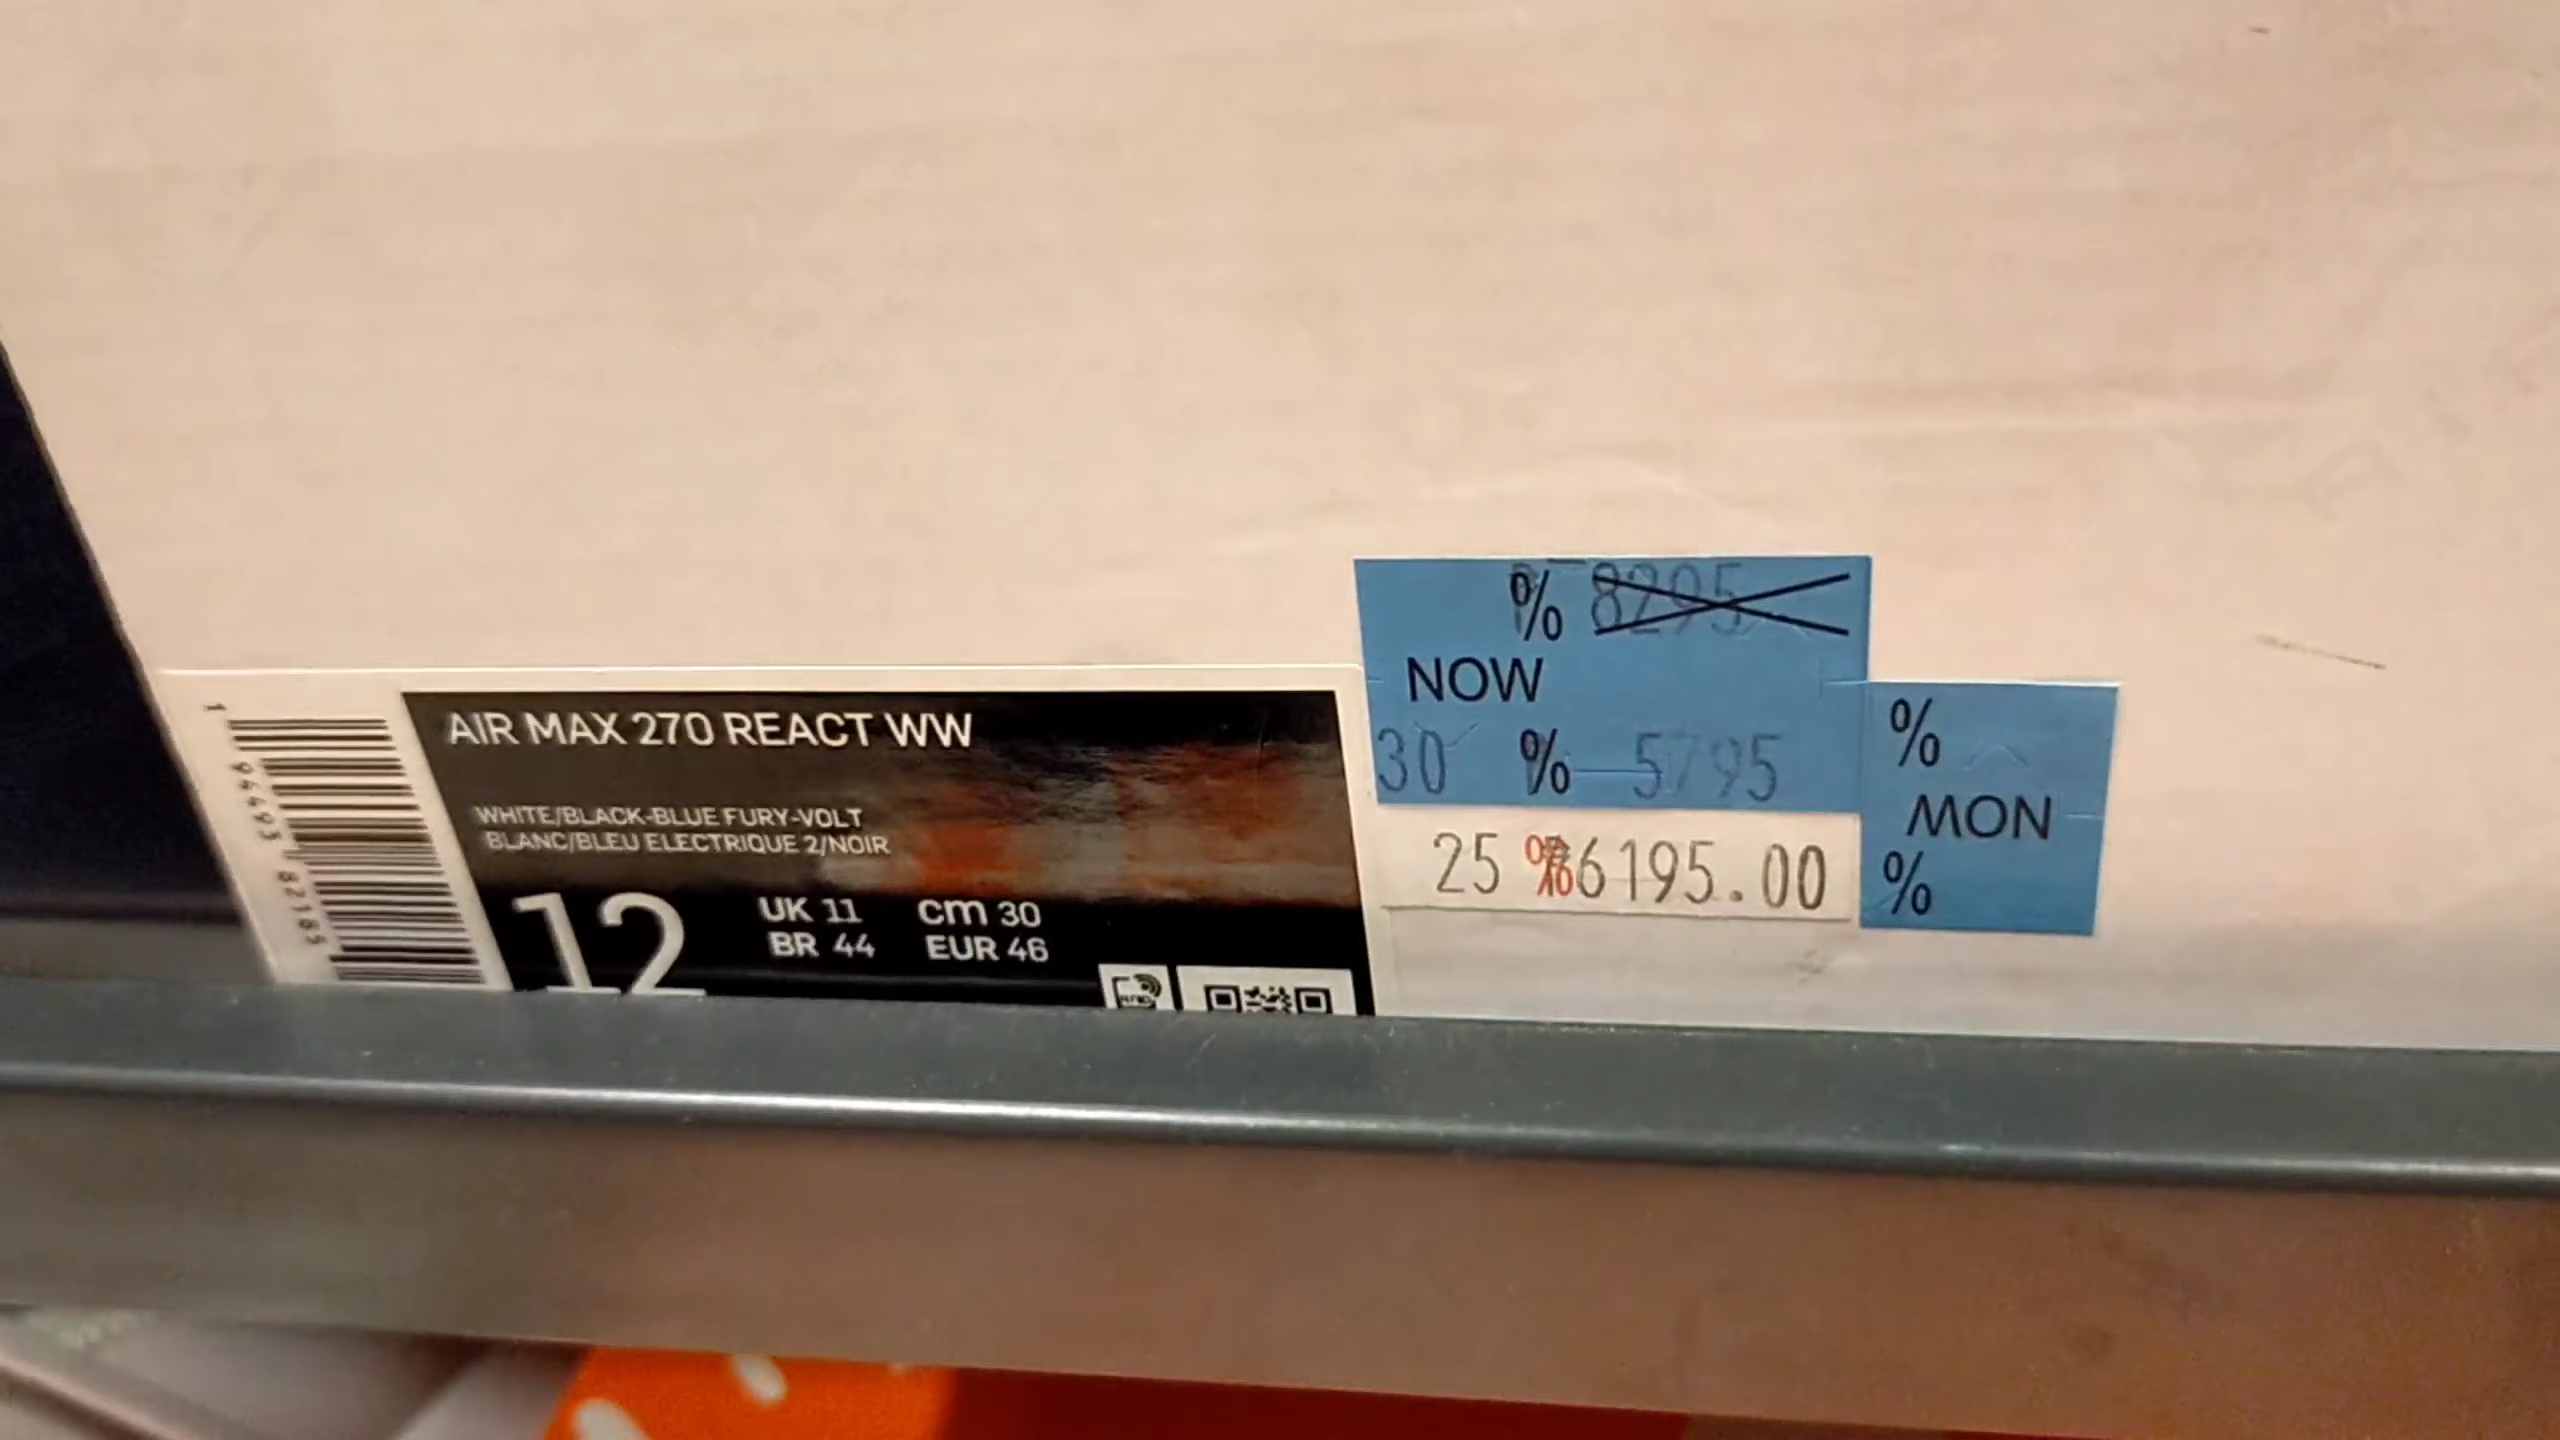 AIR MAX 270 REACT WW
WHITE/BLACK-BLUE FURY-VOLT
BLANC/BLEU ELECTRIQUE 2/NOIR
12
UK 11
BR 44
cm 30
EUR 46
% 8295
NOW
30 % 5795
25 % 6195.00
%
NOW
%